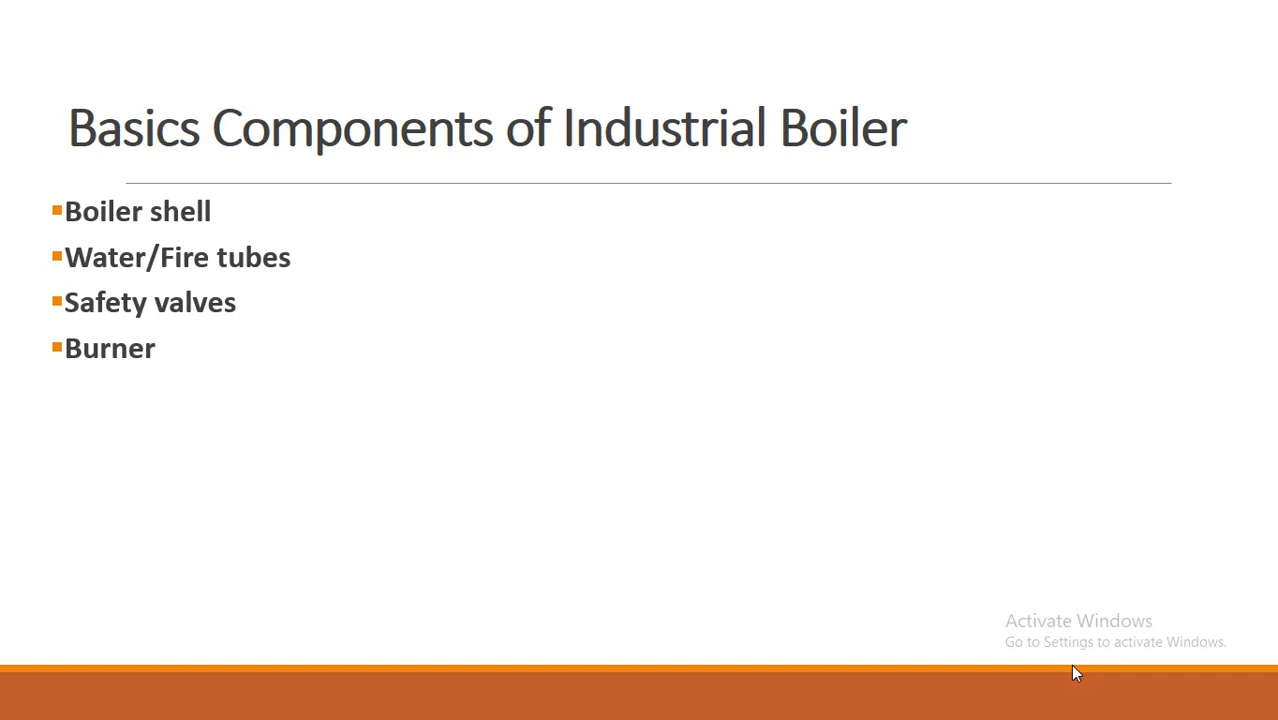 Basics Components of Industrial Boiler
Boiler shell
Water/Fire tubes
Safety valves
Burner
Activate Windows
Go to Settings to activate Windows.